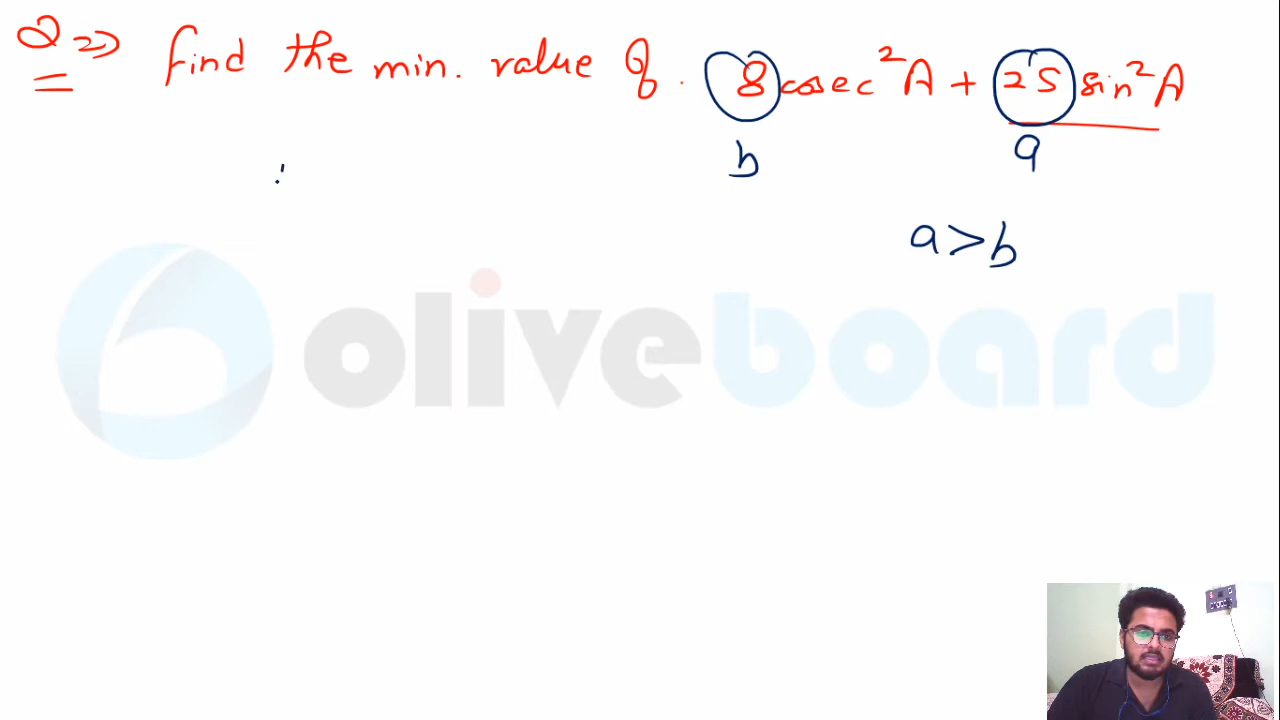 Q ⇒ find the min. value of. 8 cosec²A + 25 sin²A
b a
a > b
oliveboard